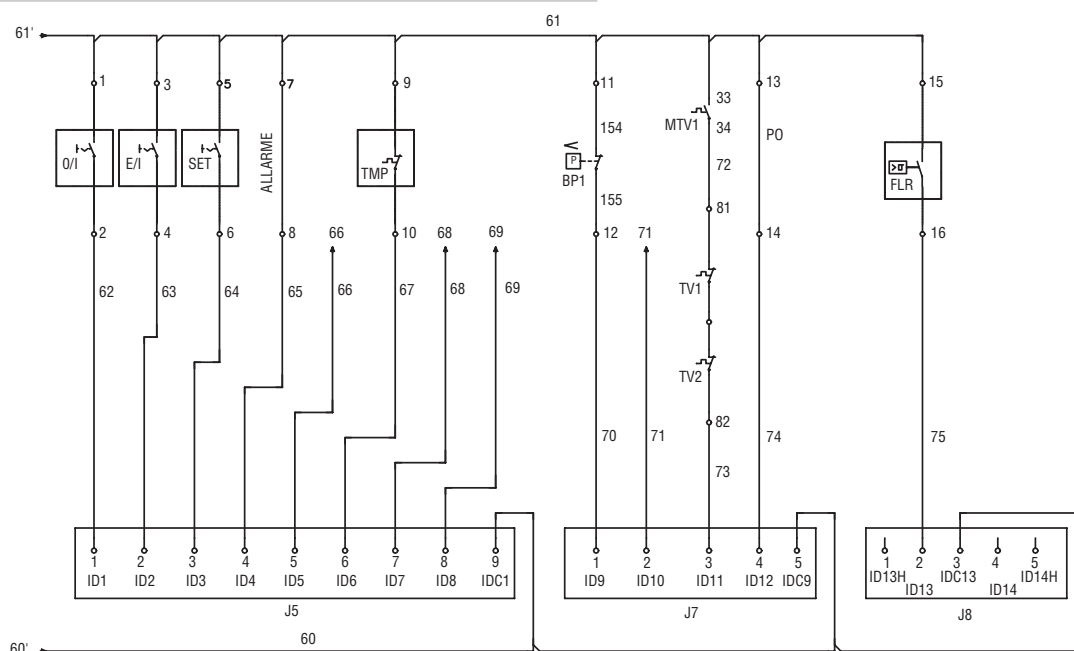 61' 61
1 3 5 7 9 11 13 15
33
154 MTV1 34 PO
0/I E/I SET ALLARME TMP P BP1 72 >σ FLR
155 81
2 4 6 8 66 10 68 69 12 71 14 16
62 63 64 65 66 67 68 69 TV1
TV2
82
70 71 74 75
73
1 2 3 4 5 6 7 8 9 1 2 3 4 5 1 2 3 4 5
ID1 ID2 ID3 ID4 ID5 ID6 ID7 ID8 IDC1 ID9 ID10 ID11 ID12 IDC9 ID13H IDC13 ID14H
ID13 ID14
J5 J7 J8
60' 60